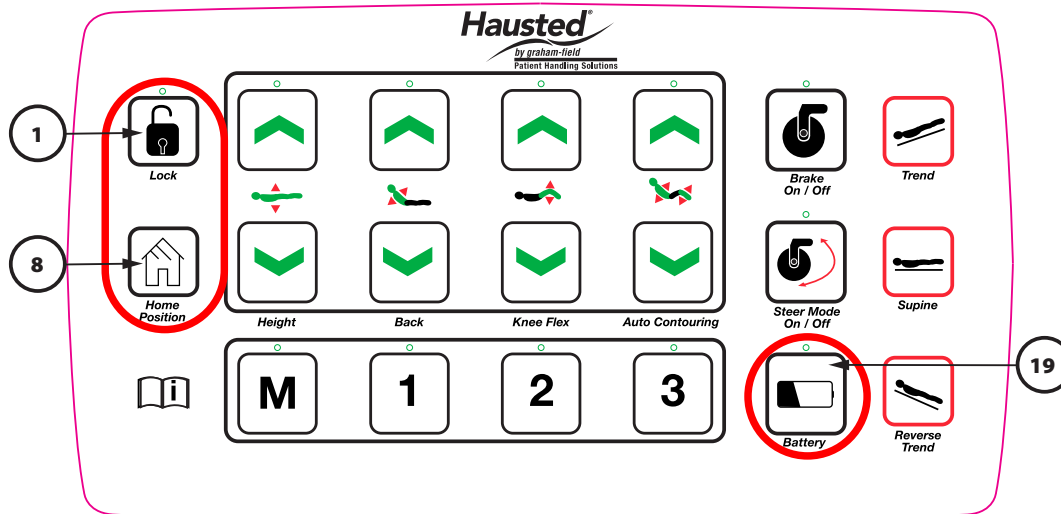 Hausted®
by graham-field
Patient Handling Solutions
1
Lock
Brake
On / Off
Trend
8
Home
Position
Steer Mode
On / Off
Supine
Height
Back
Knee Flex
Auto Contouring
i
M
1
2
3
19
Battery
Reverse
Trend